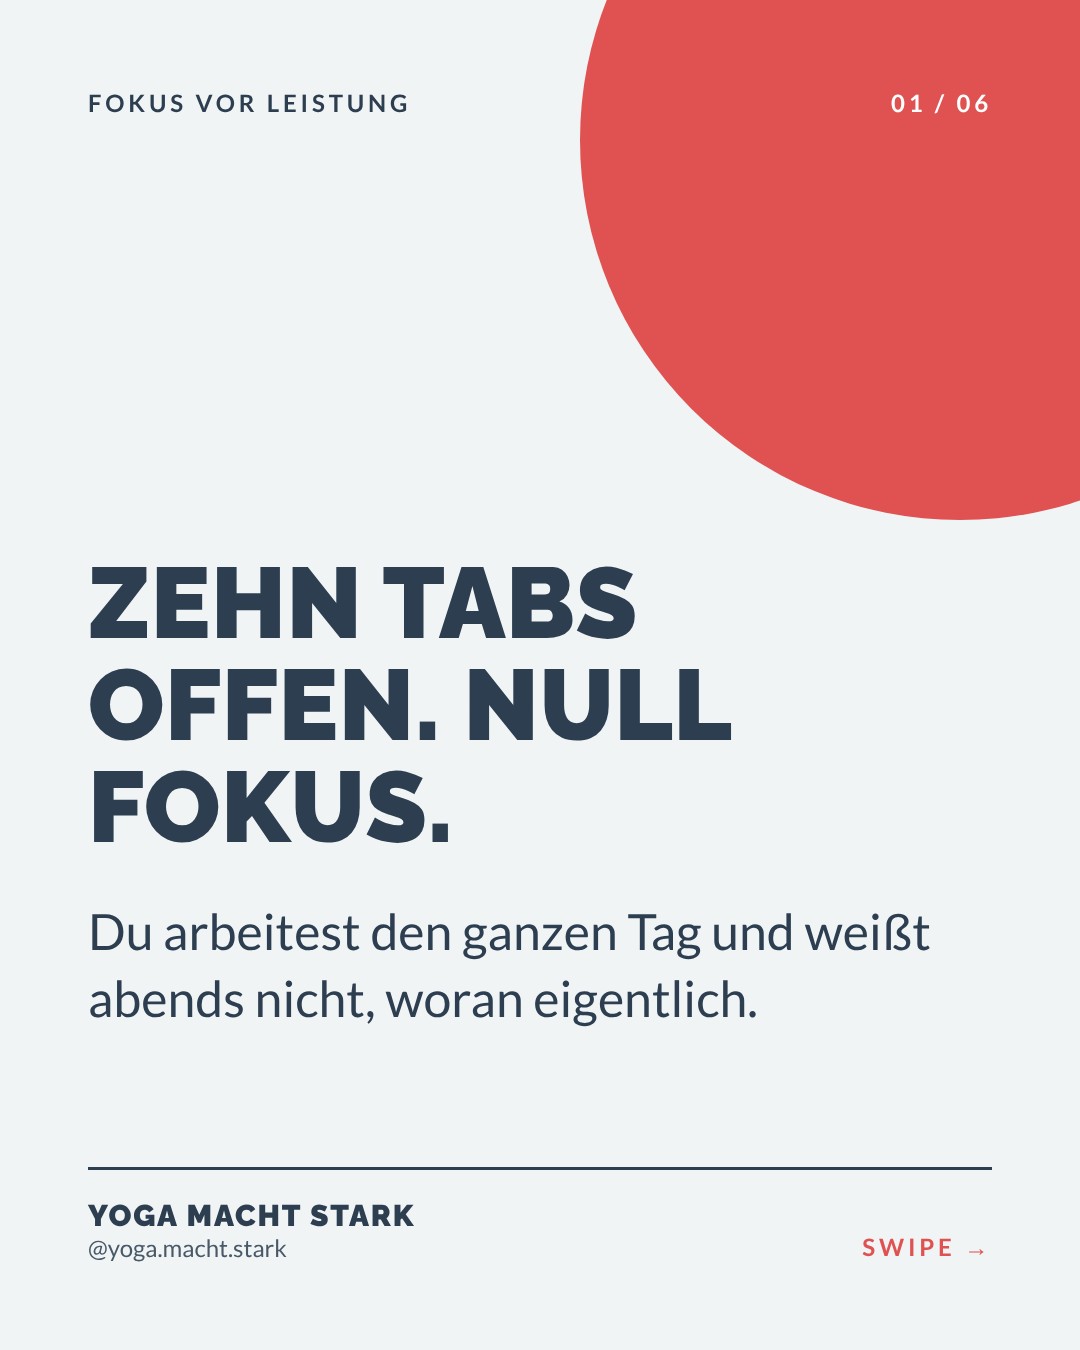 FOKUS VOR LEISTUNG
01 / 06
ZEHN TABS
OFFEN. NULL
FOKUS.
Du arbeitest den ganzen Tag und weißt
abends nicht, woran eigentlich.
YOGA MACHT STARK
@yoga.macht.stark
SWIPE →